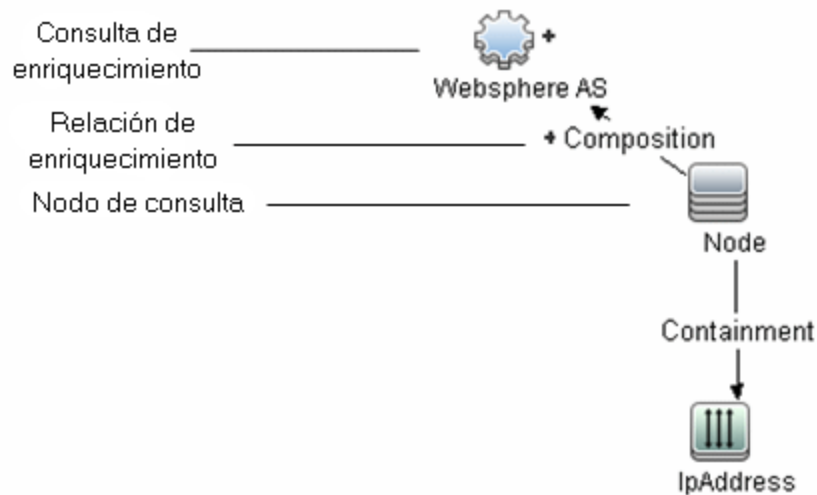 Consulta de
enriquecimiento
Websphere AS
Relación de
enriquecimiento
Composition
Nodo de consulta
Node
Containment
IpAddress